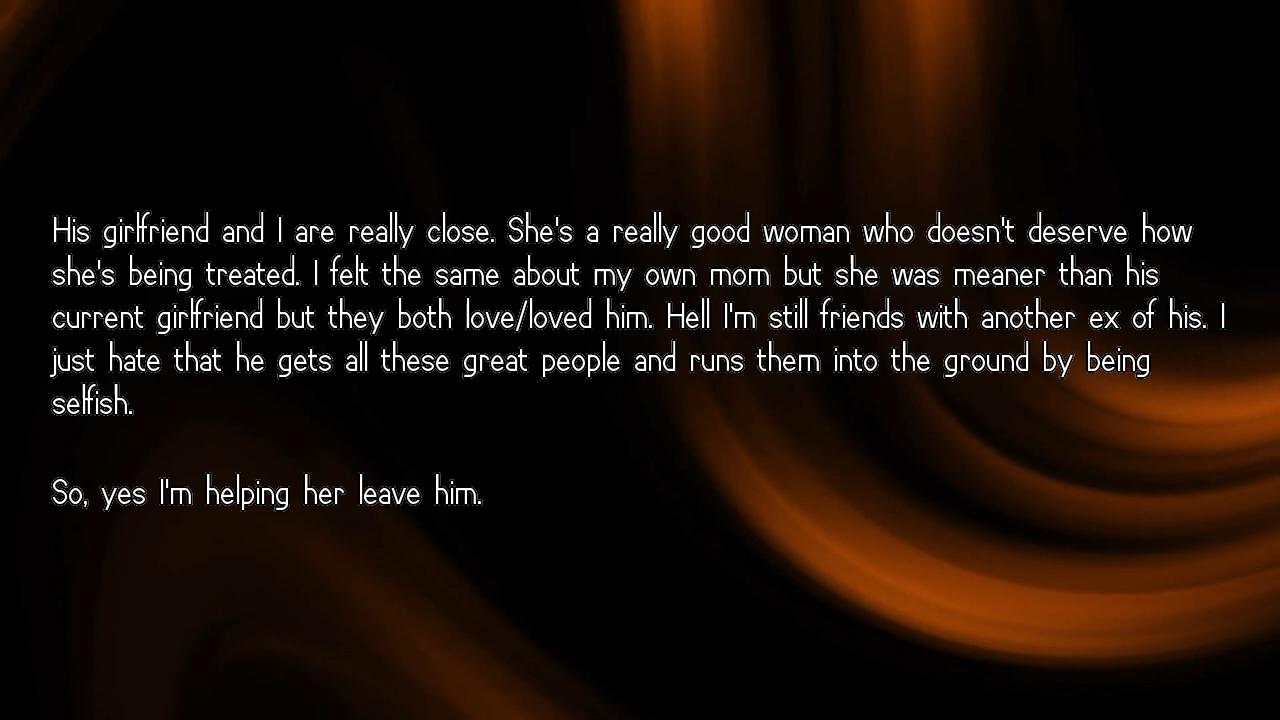 His girlfriend and I are really close. She's a really good woman who doesn't deserve how
she's being treated. I felt the same about my own mom but she was meaner than his
current girlfriend but they both love/loved him. Hell I'm still friends with another ex of his. I
just hate that he gets all these great people and runs them into the ground by being
selfish.
So, yes I'm helping her leave him.